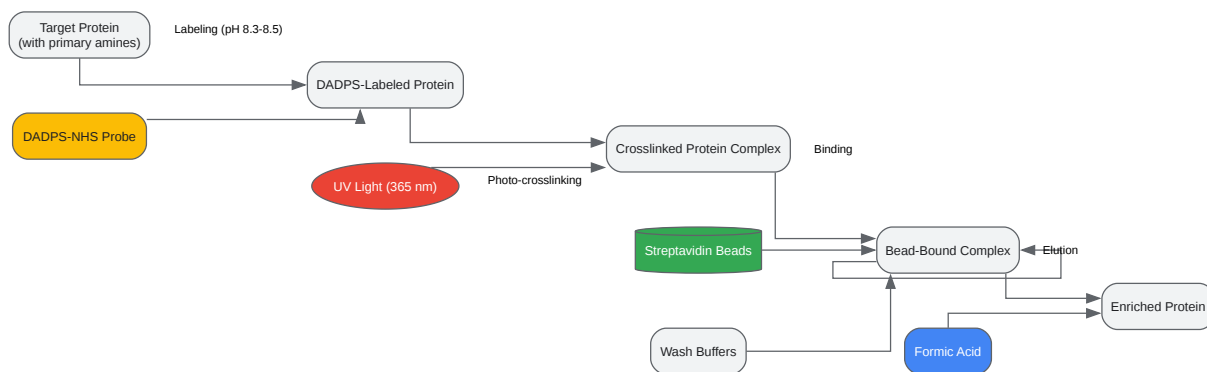 Target Protein
(with primary amines)
Labeling (pH 8.3-8.5)
DADPS-Labeled Protein
DADPS-NHS Probe
Crosslinked Protein Complex
Binding
UV Light (365 nm)
Photo-crosslinking
Streptavidin Beads
Bead-Bound Complex
Elution
Enriched Protein
Wash Buffers
Formic Acid